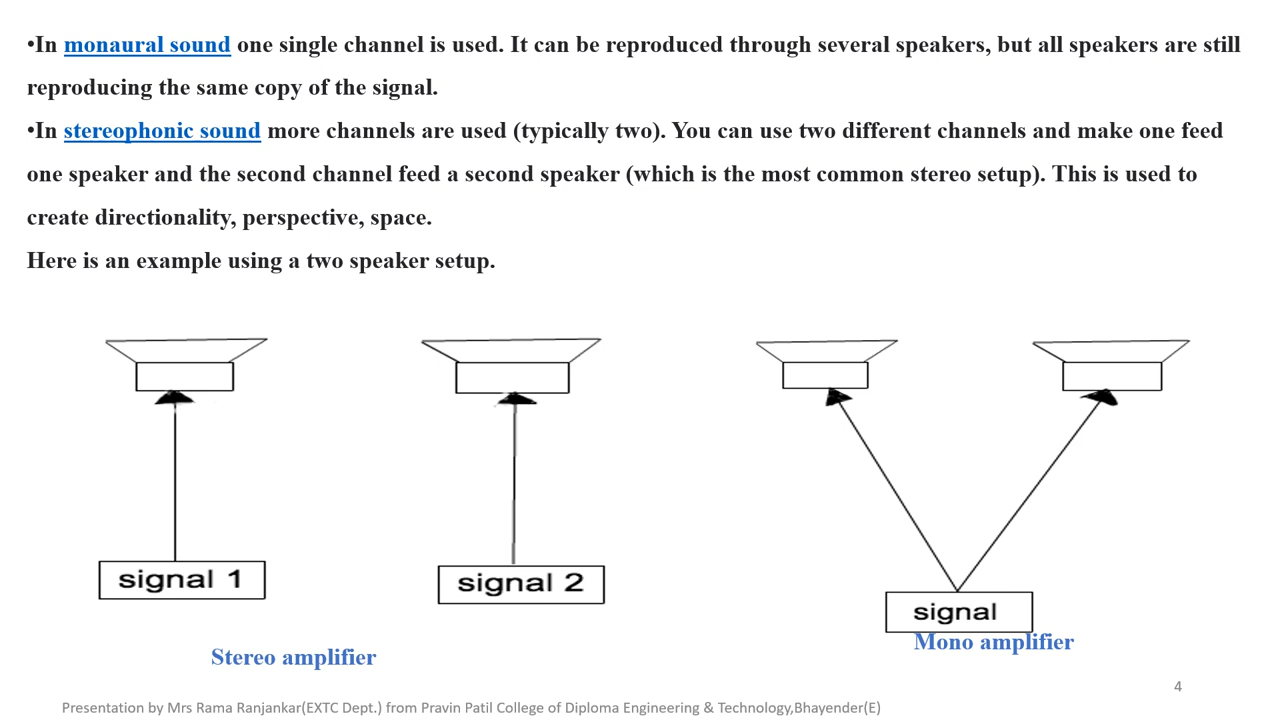 •In monaural sound one single channel is used. It can be reproduced through several speakers, but all speakers are still
reproducing the same copy of the signal.
•In stereophonic sound more channels are used (typically two). You can use two different channels and make one feed
one speaker and the second channel feed a second speaker (which is the most common stereo setup). This is used to
create directionality, perspective, space.
Here is an example using a two speaker setup.
signal 1
signal 2
signal
Stereo amplifier
Mono amplifier
4
Presentation by Mrs Rama Ranjankar(EXTC Dept.) from Pravin Patil College of Diploma Engineering & Technology,Bhayender(E)